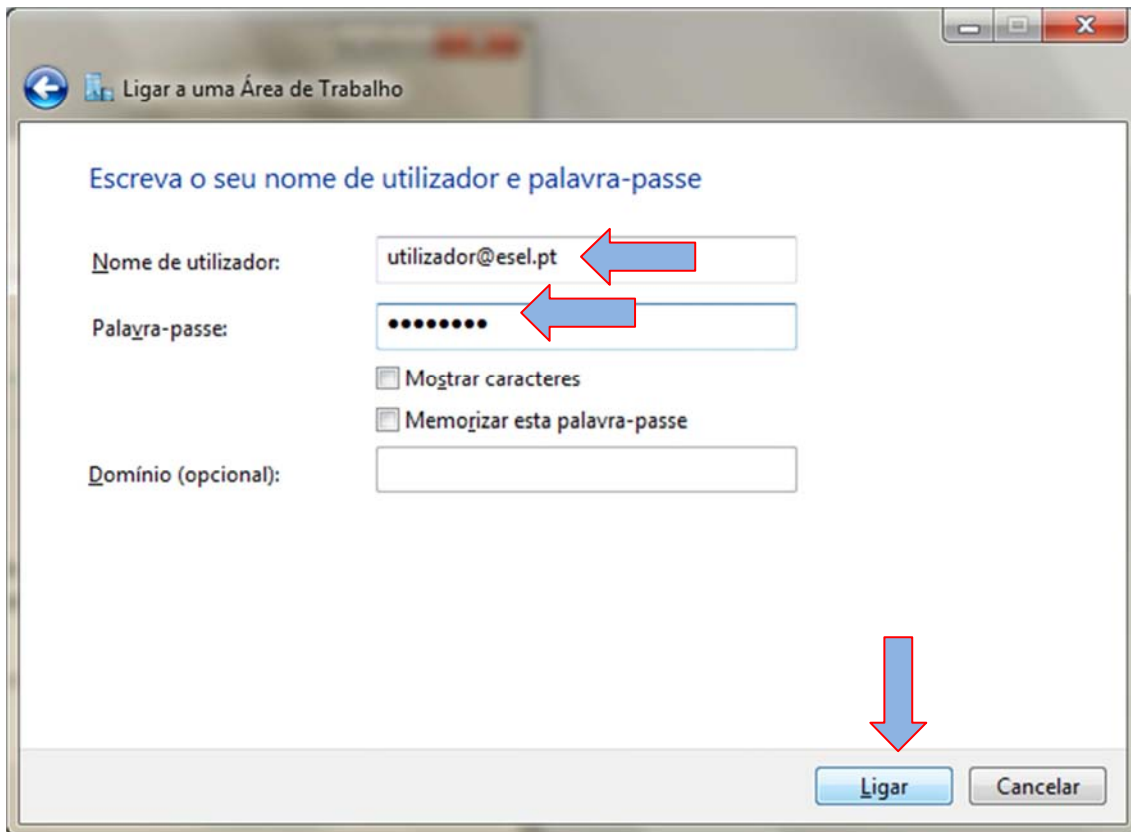 Ligar a uma Área de Trabalho
Escreva o seu nome de utilizador e palavra-passe
Nome de utilizador: utilizador@esel.pt
Palavra-passe: ••••••••
Mostrar caracteres
Memorizar esta palavra-passe
Domínio (opcional):
Ligar Cancelar